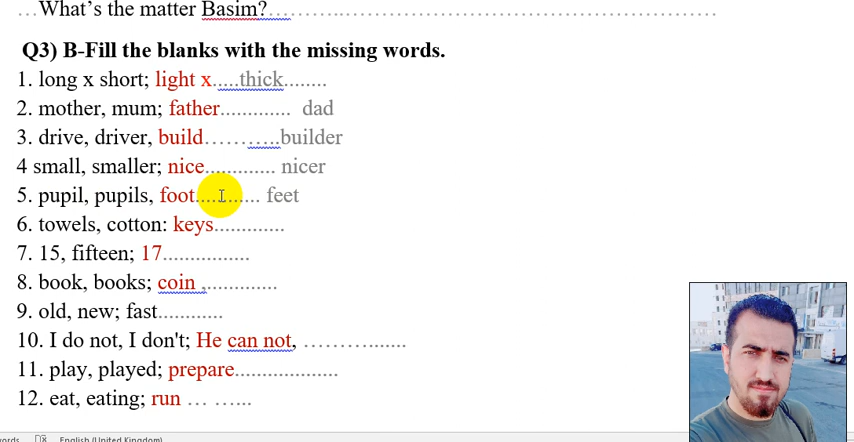 ...What's the matter Basim?..........................................................................
Q3) B-Fill the blanks with the missing words.
1. long x short; light x.....thick........
2. mother, mum; father............. dad
3. drive, driver, build..............builder
4 small, smaller; nice............. nicer
5. pupil, pupils, foot............ feet
6. towels, cotton: keys.............
7. 15, fifteen; 17................
8. book, books; coin ,.............
9. old, new; fast............
10. I do not, I don't; He can not, ................
11. play, played; prepare...................
12. eat, eating; run ... ......
English (United Kingdom)